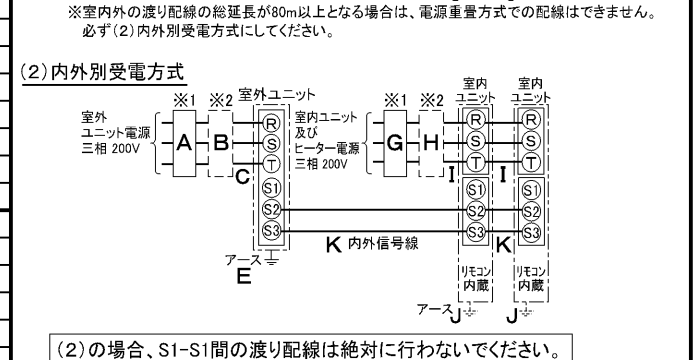 ※室内外の渡り配線の総延長が80m以上となる場合は、電源重畳方式での配線はできません。
必ず(2)内外別受電方式にしてください。
(2)内外別受電方式
※1 ※2 室外ユニット
室外
ユニット電源
三相 200V
A B C
R
S
T
S1
S2
S3
アース
E
※1 ※2
室内ユニット
及び
ヒーター電源
三相 200V
G H
室内
ユニット
室内
ユニット
R R
S S
T T
I I
S1 S1
S2 S2
S3 S3
K 内外信号線
K
リモコン
内蔵
リモコン
内蔵
アース J J
(2)の場合、S1-S1間の渡り配線は絶対に行わないでください。